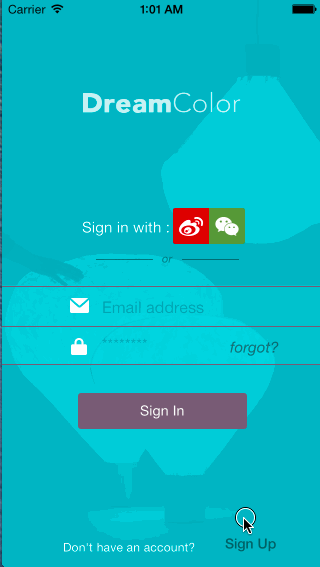 Carrier 1:01 AM
DreamColor
Sign in with :
or
Email address
********
forgot?
Sign In
Don't have an account? Sign Up